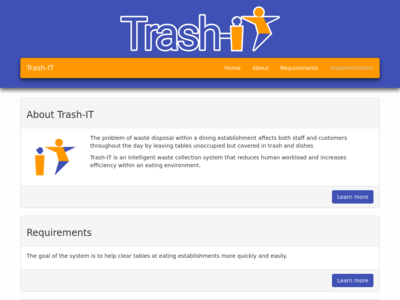 Trash-iT
Trash-IT
Home About Requirements Implementation
About Trash-IT
The problem of waste disposal within a dining establishment affects both staff and customers
throughout the day by leaving tables unoccupied but covered in trash and dishes
Trash-IT is an intelligent waste collection system that reduces human workload and increases
efficiency within an eating environment.
Learn more
Requirements
The goal of the system is to help clear tables at eating establishments more quickly and easily.
Learn more